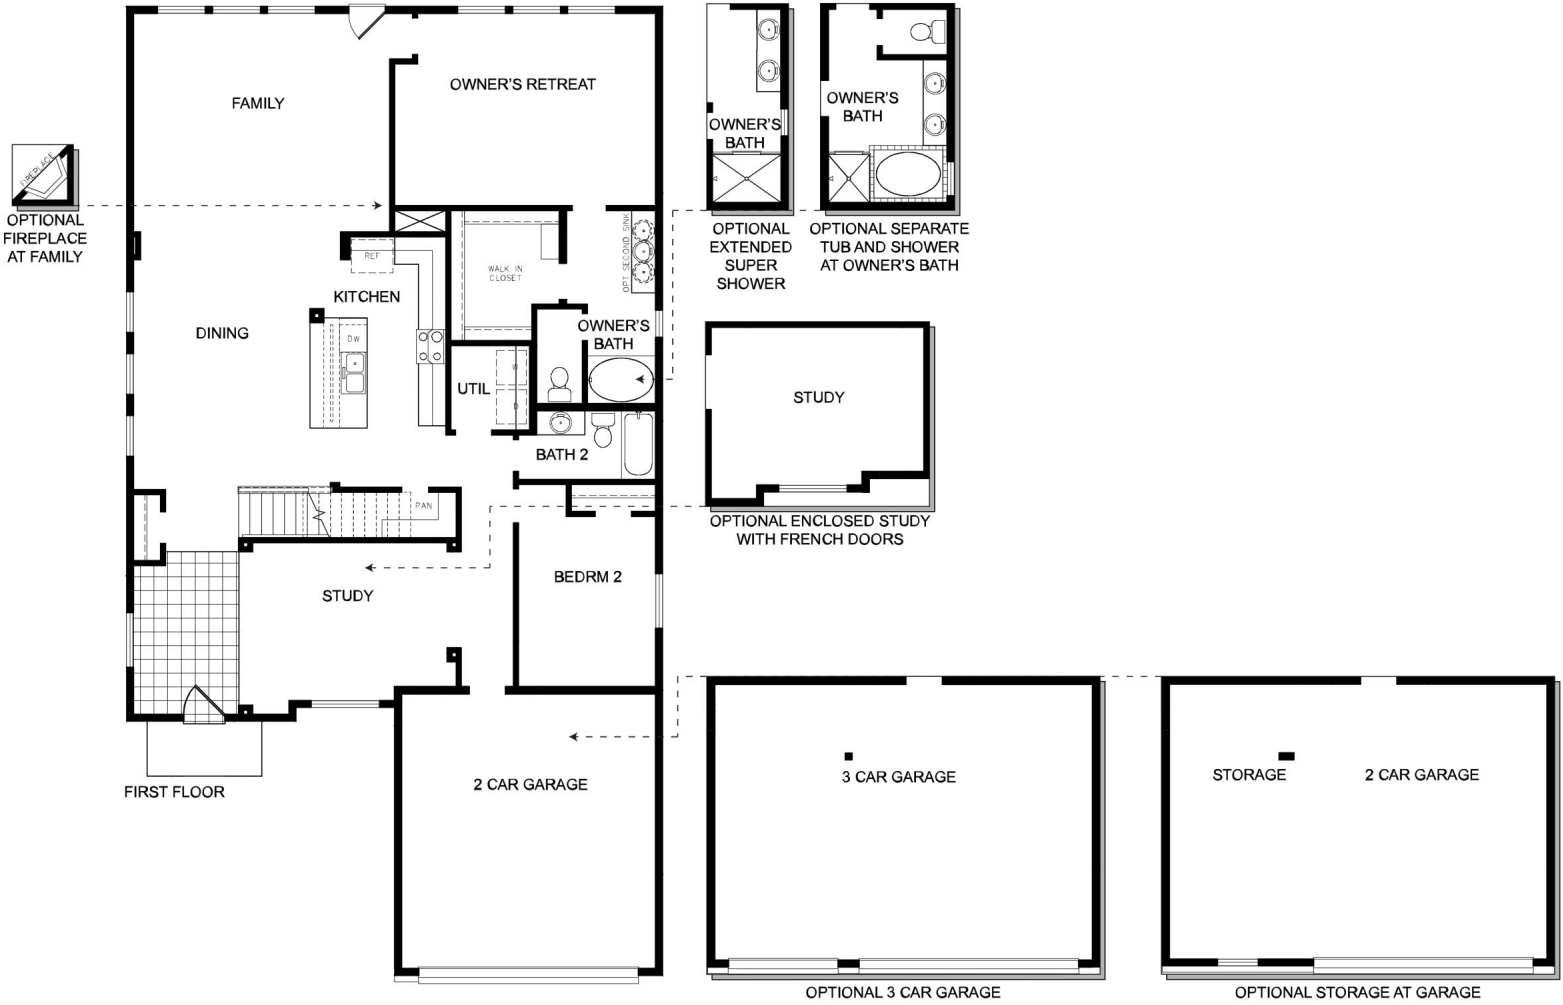 FAMILY
OWNER'S RETREAT
FIREPLACE
OPTIONAL
FIREPLACE
AT FAMILY
REF
KITCHEN
WALK IN
CLOSET
OPT SECOND SINK
DINING
DW
OWNER'S
BATH
UTIL
W
D
BATH 2
PAN
STUDY
BEDRM 2
2 CAR GARAGE
FIRST FLOOR
OWNER'S
BATH
OPTIONAL
EXTENDED
SUPER
SHOWER
OWNER'S
BATH
OPTIONAL SEPARATE
TUB AND SHOWER
AT OWNER'S BATH
STUDY
OPTIONAL ENCLOSED STUDY
WITH FRENCH DOORS
3 CAR GARAGE
OPTIONAL 3 CAR GARAGE
STORAGE
2 CAR GARAGE
OPTIONAL STORAGE AT GARAGE